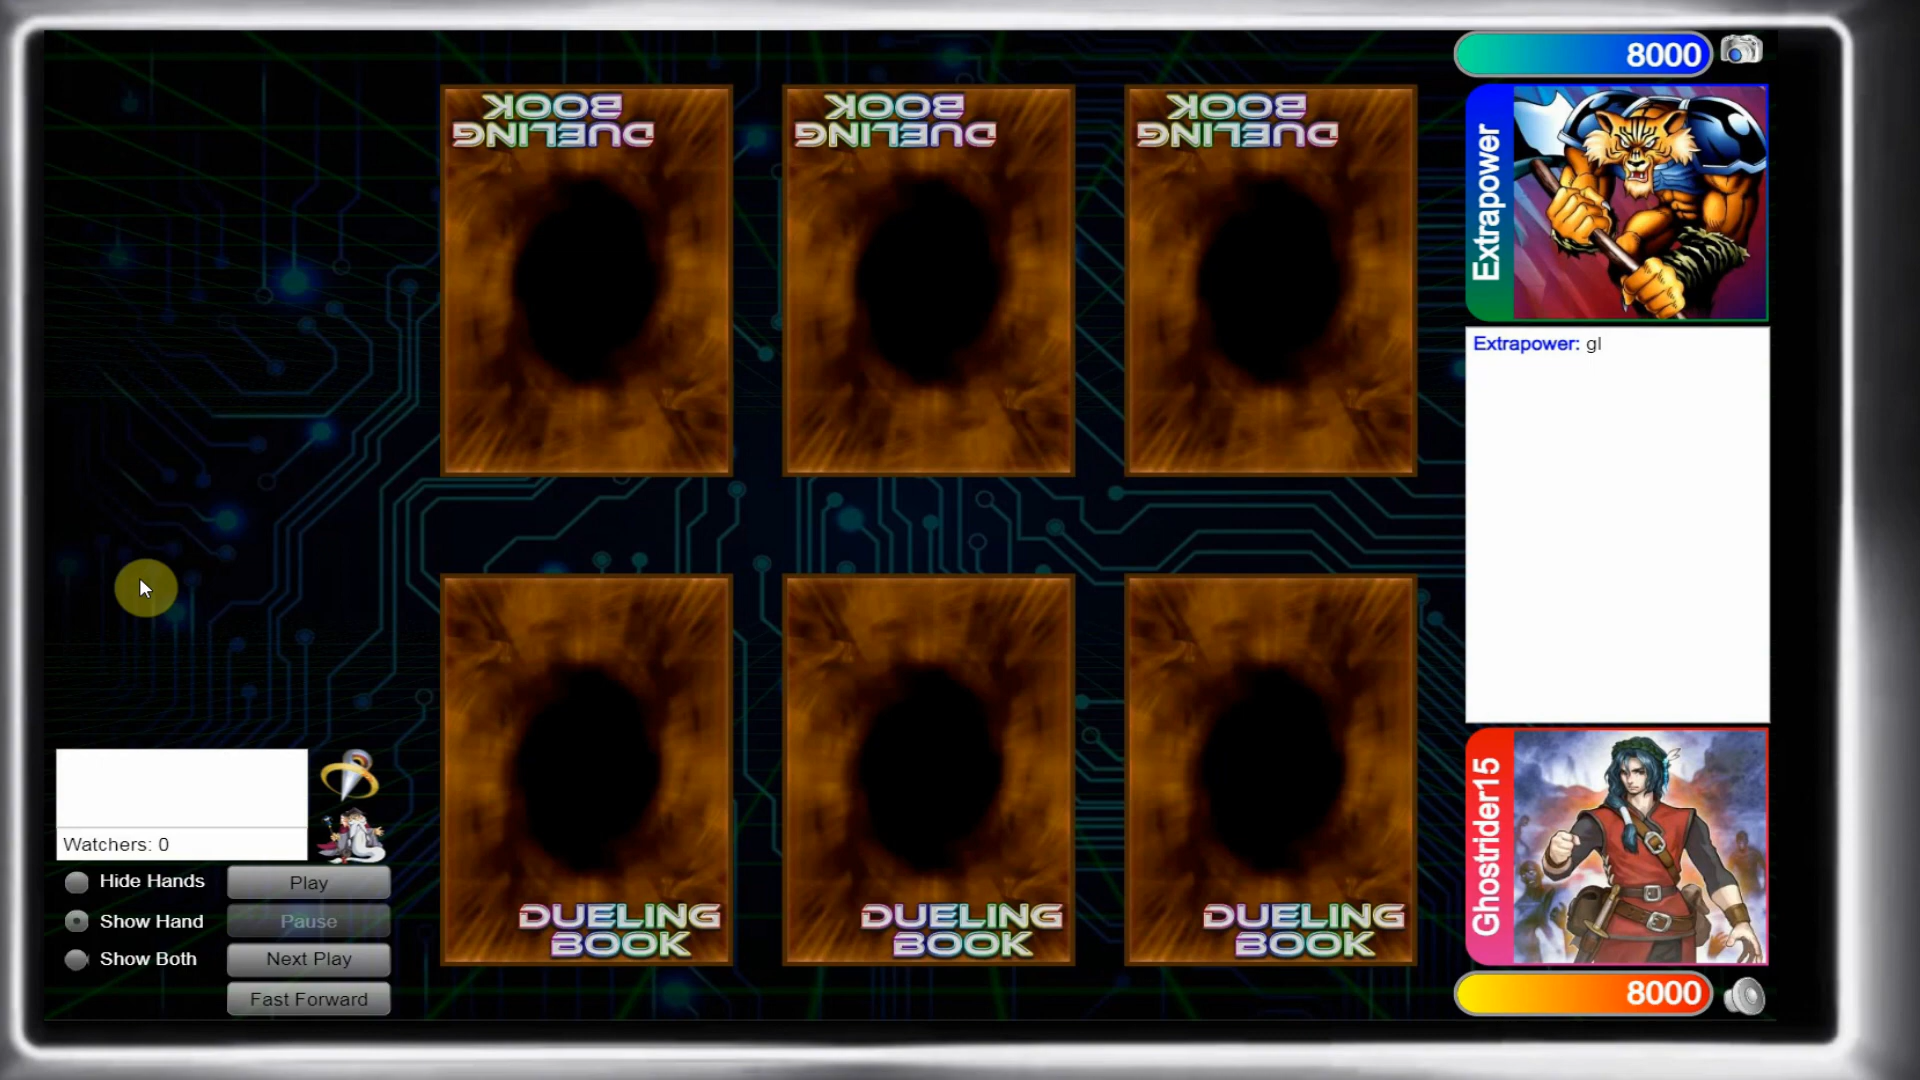 8000
DUELING
BOOK
DUELING
BOOK
DUELING
BOOK
Extrapower
Extrapower: gl
Watchers: 0
Hide Hands
Play
Show Hand
Pause
Show Both
Next Play
Fast Forward
DUELING
BOOK
DUELING
BOOK
DUELING
BOOK
Ghostrider15
8000